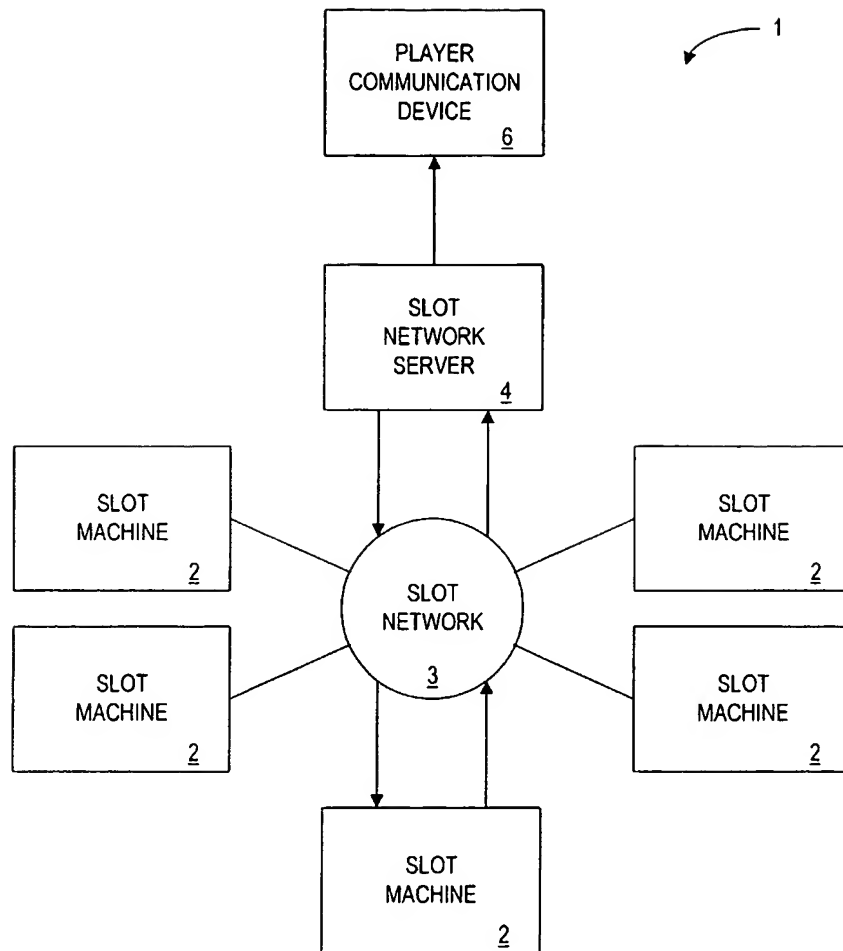 1
PLAYER
COMMUNICATION
DEVICE
6
SLOT
NETWORK
SERVER
4
SLOT
MACHINE
2
SLOT
MACHINE
2
SLOT
NETWORK
3
SLOT
MACHINE
2
SLOT
MACHINE
2
SLOT
MACHINE
2